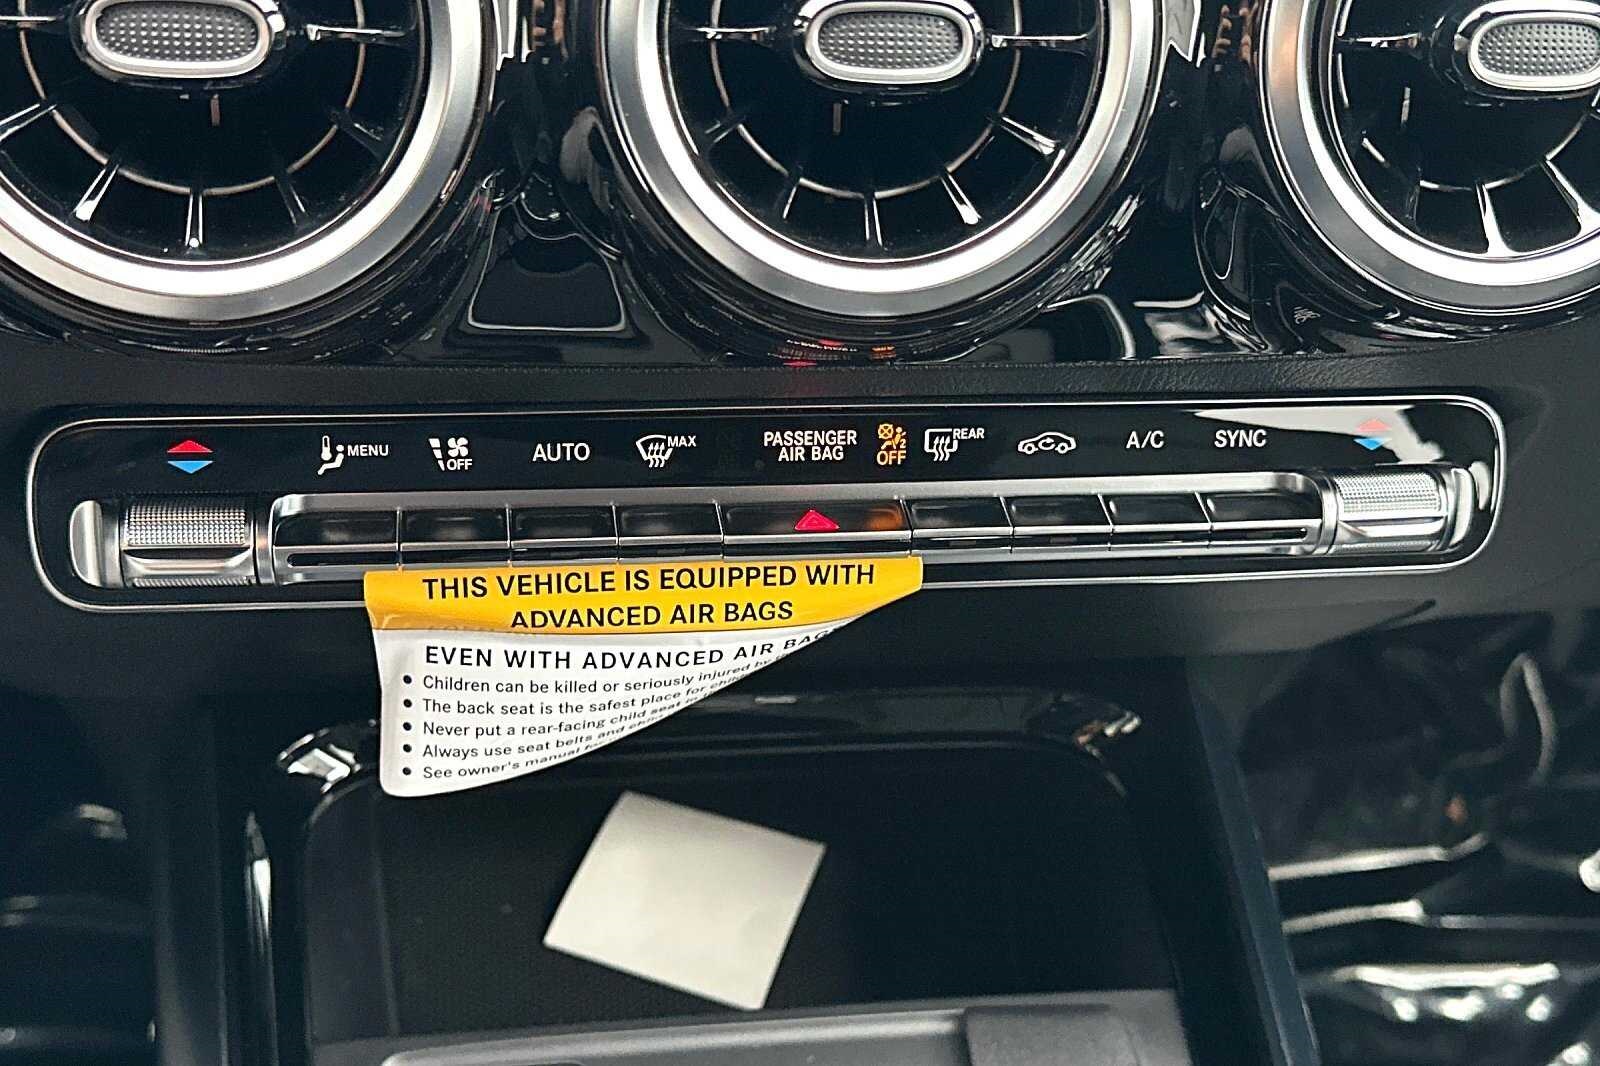 MENU
OFF
AUTO
MAX
PASSENGER
AIR BAG
2
OFF
REAR
A/C
SYNC
THIS VEHICLE IS EQUIPPED WITH
ADVANCED AIR BAGS
EVEN WITH ADVANCED AIR BAGS
• Children can be killed or seriously injured by
• The back seat is the safest place for
• Never put a rear-facing child seat in
• Always use seat belts and
• See owner's manual